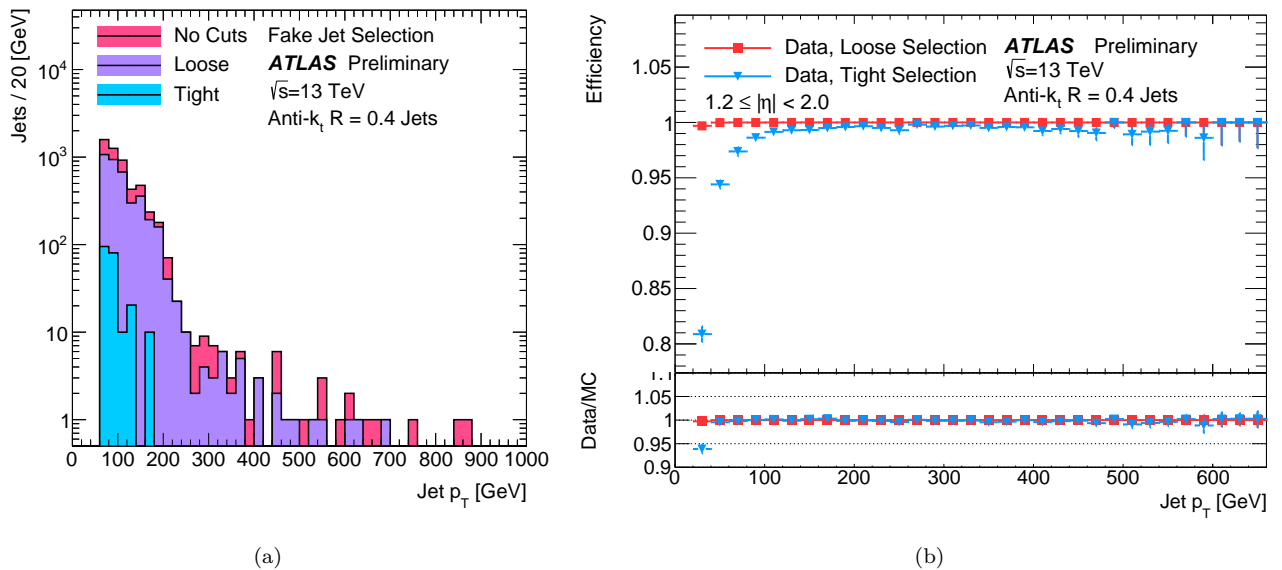 No Cuts Fake Jet Selection
Loose ATLAS Preliminary
Tight √s=13 TeV
Anti-k_t R = 0.4 Jets
Jets / 20 [GeV]
10^4
10^3
10^2
10
1
0 100 200 300 400 500 600 700 800 900 1000
Jet p_T [GeV]
(a)
Data, Loose Selection ATLAS Preliminary
Data, Tight Selection √s=13 TeV
1.2 ≤ |η| < 2.0 Anti-k_t R = 0.4 Jets
Efficiency
1.05
1
0.95
0.9
0.85
0.8
Data/MC
1.1
1.05
1
0.95
0.9
0 100 200 300 400 500 600
Jet p_T [GeV]
(b)